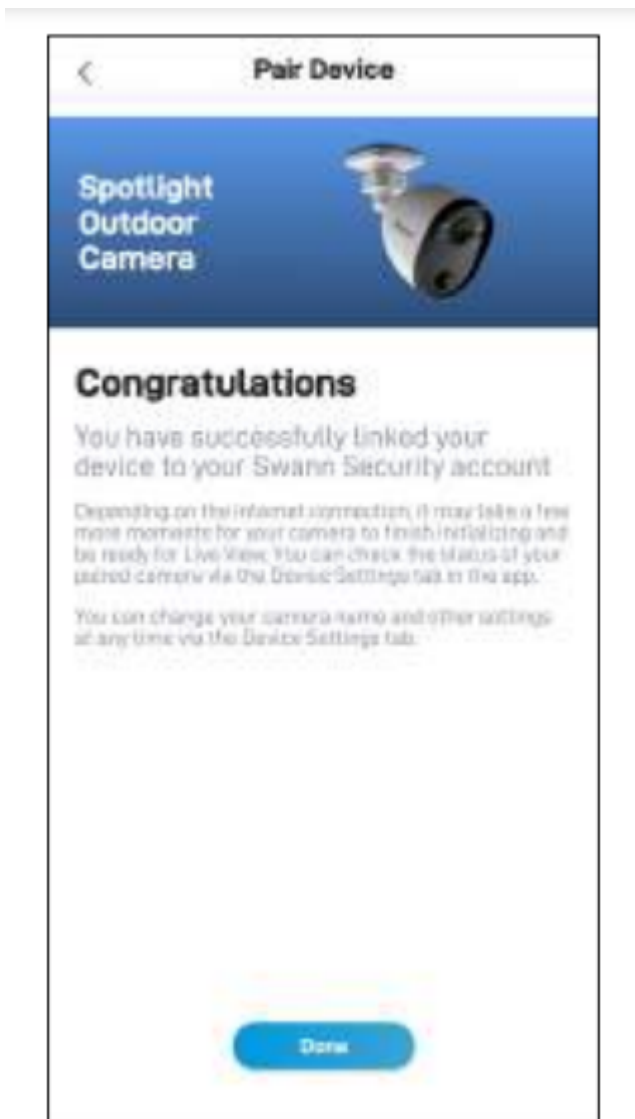 Pair Device
Spotlight
Outdoor
Camera
Congratulations
You have successfully linked your
device to your Swann Security account
Depending on the internet connection, it may take a few
more moments for your camera to finish initializing and
be ready for Live View. You can check the status of your
paired camera via the Device Settings tab in the app.
You can change your camera name and other settings
at any time via the Device Settings tab.
Done